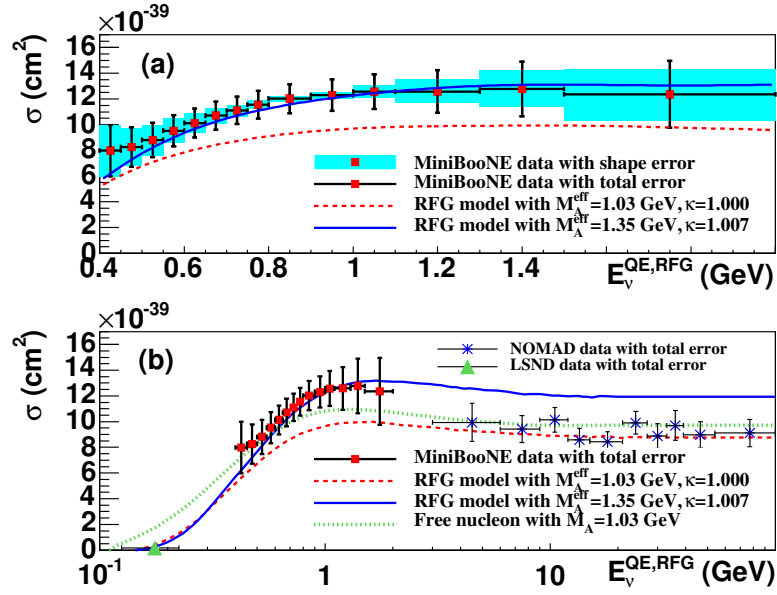 ×10⁻³⁹
σ (cm²)
16
14
12
10
8
6
4
2
0
(a)
MiniBooNE data with shape error
MiniBooNE data with total error
RFG model with M_A^eff=1.03 GeV, κ=1.000
RFG model with M_A^eff=1.35 GeV, κ=1.007
0.4 0.6 0.8 1 1.2 1.4
E_ν^QE,RFG (GeV)
×10⁻³⁹
σ (cm²)
16
14
12
10
8
6
4
2
0
(b)
NOMAD data with total error
LSND data with total error
MiniBooNE data with total error
RFG model with M_A^eff=1.03 GeV, κ=1.000
RFG model with M_A^eff=1.35 GeV, κ=1.007
Free nucleon with M_A=1.03 GeV
10⁻¹ 1 10
E_ν^QE,RFG (GeV)